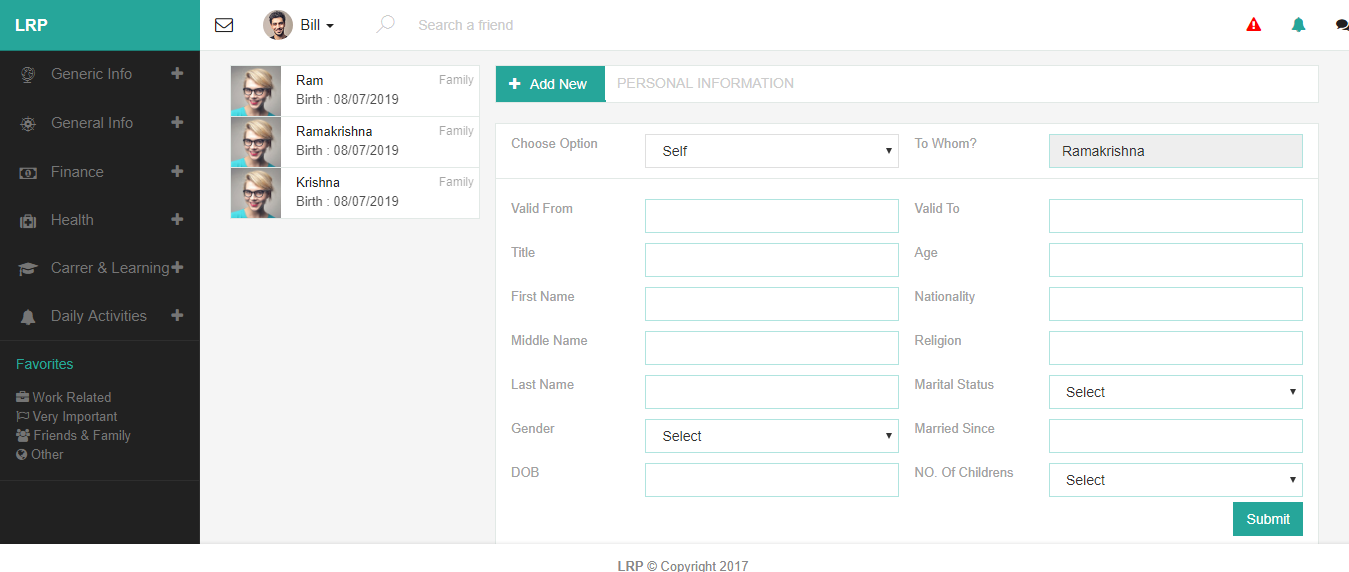 LRP
Bill
Search a friend
Generic Info
General Info
Finance
Health
Carrer & Learning
Daily Activities
Favorites
Work Related
Very Important
Friends & Family
Other
Ram Family
Birth : 08/07/2019
Ramakrishna Family
Birth : 08/07/2019
Krishna Family
Birth : 08/07/2019
Add New PERSONAL INFORMATION
Choose Option Self To Whom? Ramakrishna
Valid From Valid To
Title Age
First Name Nationality
Middle Name Religion
Last Name Marital Status Select
Gender Select Married Since
DOB NO. Of Childrens Select
Submit
LRP © Copyright 2017